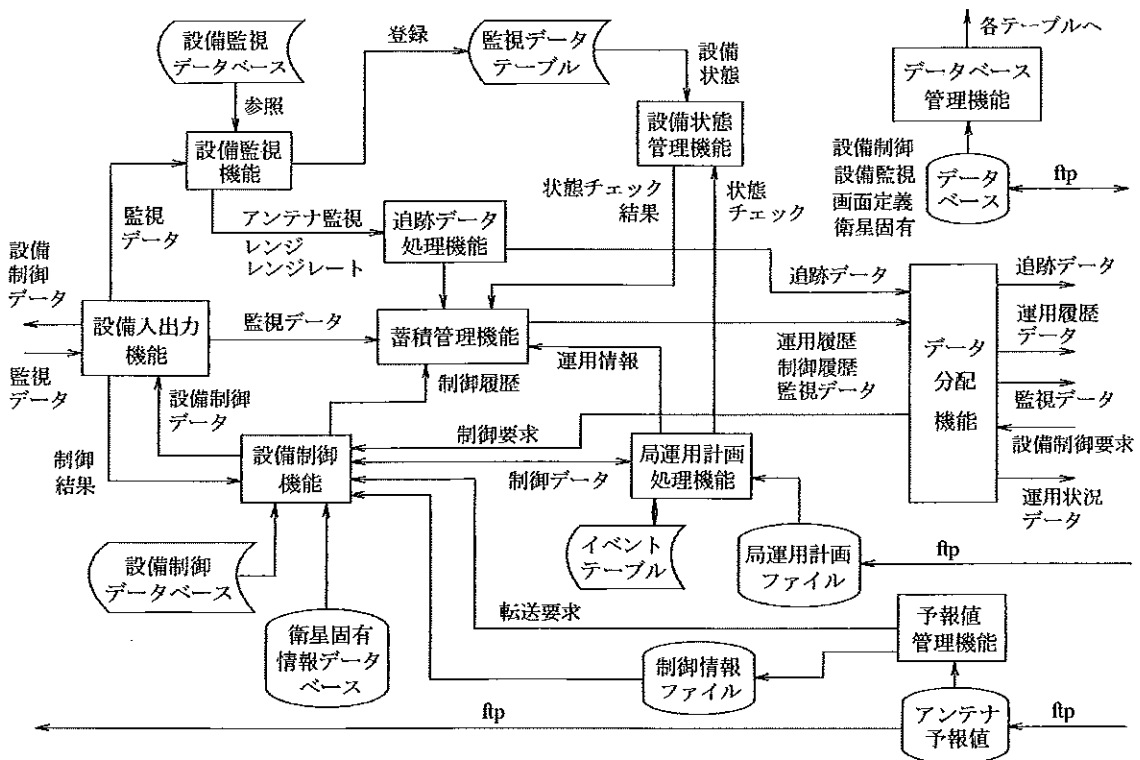 設備監視
データベース
参照
登録
監視データ
テーブル
設備
状態
各テーブルへ
データベース
管理機能
設備監視
機能
設備状態
管理機能
設備制御
設備監視
画面定義
衛星固有
データ
ベース
ftp
監視
データ
アンテナ監視
レンジ
レンジレート
追跡データ
処理機能
状態チェック
結果
状態
チェック
設備
制御
データ
設備入出力
機能
監視データ
蓄積管理機能
追跡データ
運用履歴
制御履歴
監視データ
データ
分配
機能
追跡データ
運用履歴
データ
監視データ
設備制御要求
運用状況
データ
監視
データ
設備制御
データ
制御履歴
運用情報
制御要求
制御
結果
設備制御
機能
制御データ
局運用計画
処理機能
設備制御
データベース
イベント
テーブル
局運用計画
ファイル
ftp
衛星固有
情報データ
ベース
転送要求
予報値
管理機能
制御情報
ファイル
ftp
アンテナ
予報値
ftp